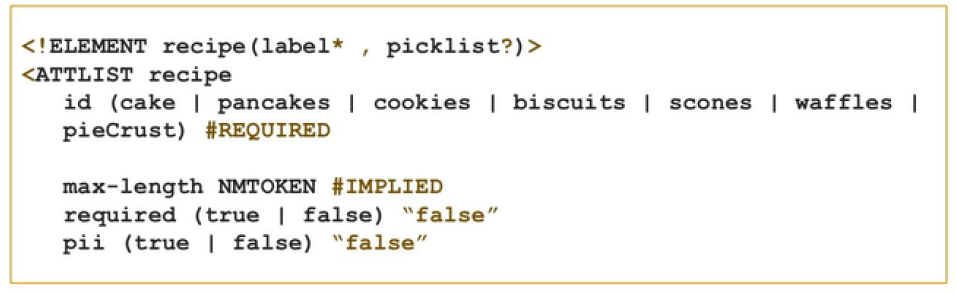 <!ELEMENT recipe(label* , picklist?)>
<ATTLIST recipe
id (cake | pancakes | cookies | biscuits | scones | waffles |
pieCrust) #REQUIRED
max-length NMTOKEN #IMPLIED
required (true | false) “false”
pii (true | false) “false”